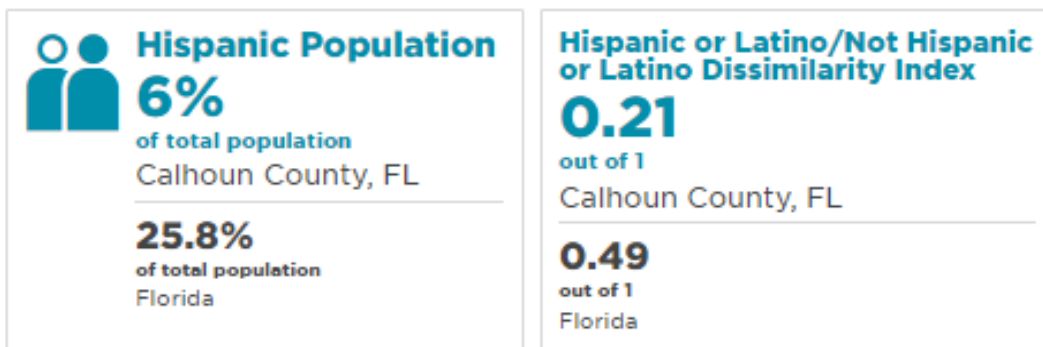 Hispanic Population
6%
of total population
Calhoun County, FL
25.8%
of total population
Florida
Hispanic or Latino/Not Hispanic
or Latino Dissimilarity Index
0.21
out of 1
Calhoun County, FL
0.49
out of 1
Florida